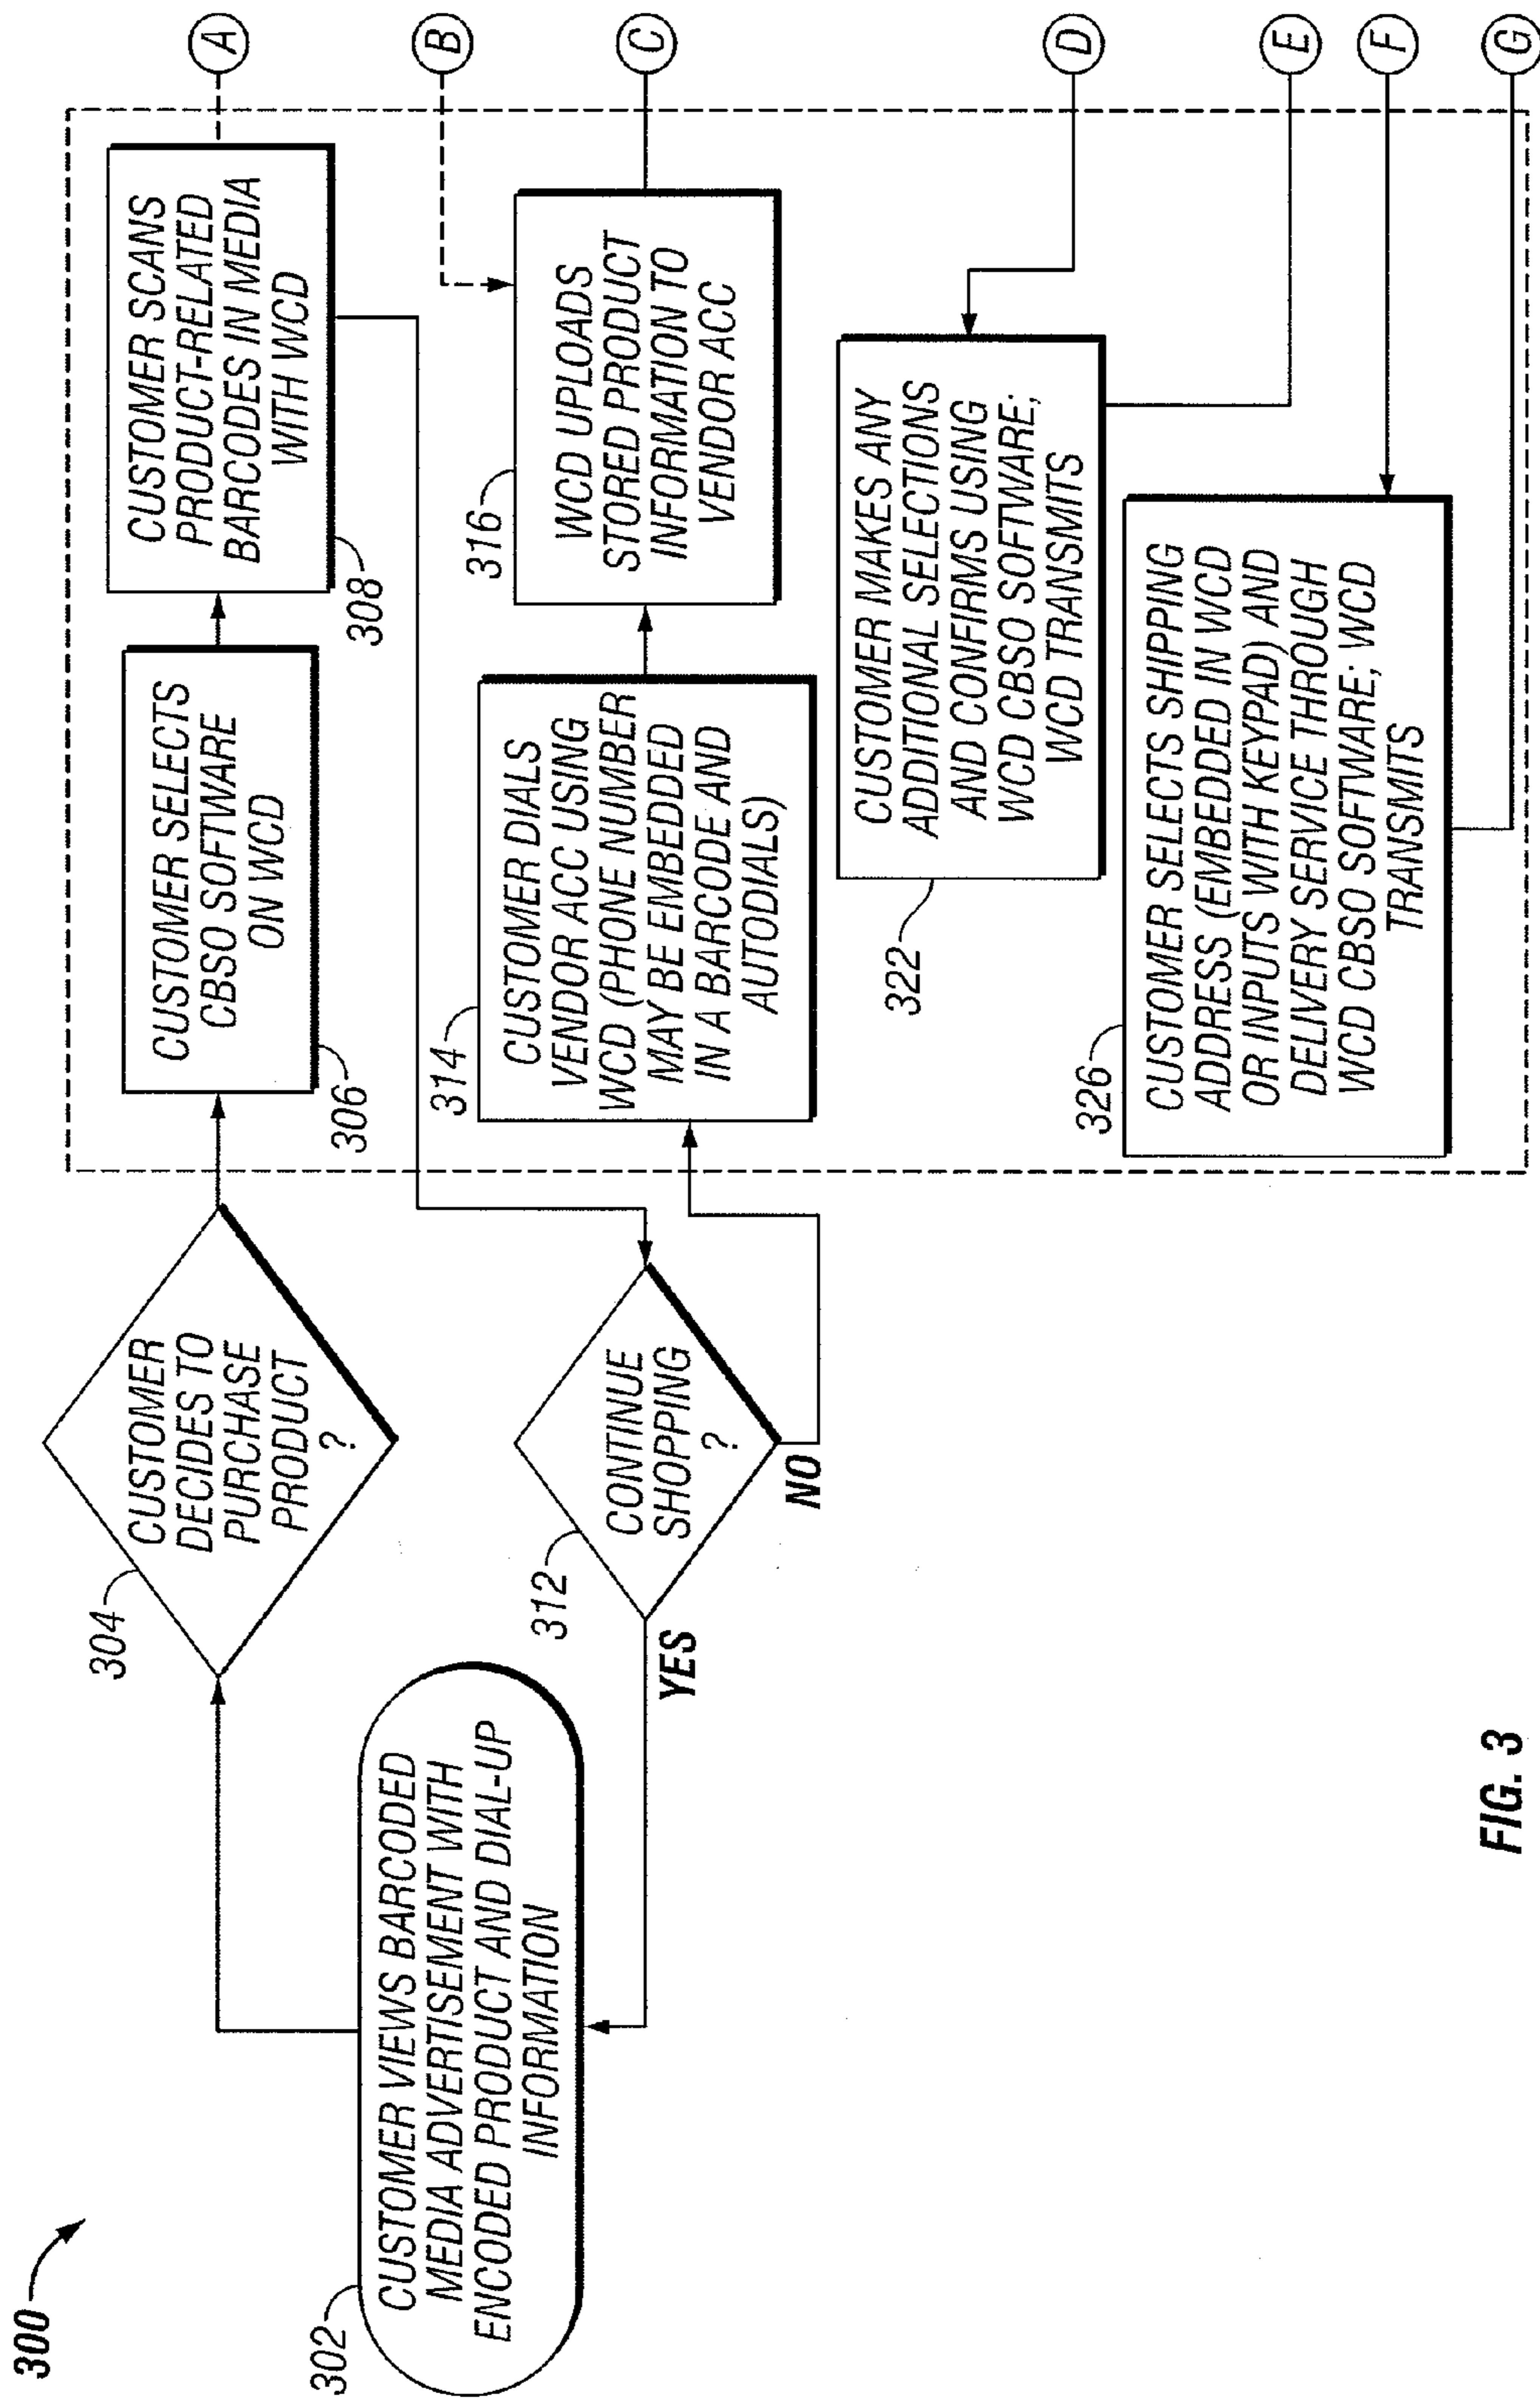 300
302
CUSTOMER VIEWS BARCODED
MEDIA ADVERTISEMENT WITH
ENCODED PRODUCT AND DIAL-UP
INFORMATION
304
CUSTOMER
DECIDES TO
PURCHASE
PRODUCT
?
306
CUSTOMER SELECTS
CBSO SOFTWARE
ON WCD
308
CUSTOMER SCANS
PRODUCT-RELATED
BARCODES IN MEDIA
WITH WCD
A
B
312
CONTINUE
SHOPPING
?
YES
NO
314
CUSTOMER DIALS
VENDOR ACC USING
WCD (PHONE NUMBER
MAY BE EMBEDDED
IN A BARCODE AND
AUTODIALS)
316
WCD UPLOADS
STORED PRODUCT
INFORMATION TO
VENDOR ACC
C
322
CUSTOMER MAKES ANY
ADDITIONAL SELECTIONS
AND CONFIRMS USING
WCD CBSO SOFTWARE;
WCD TRANSMITS
D
E
326
CUSTOMER SELECTS SHIPPING
ADDRESS (EMBEDDED IN WCD
OR INPUTS WITH KEYPAD) AND
DELIVERY SERVICE THROUGH
WCD CBSO SOFTWARE; WCD
TRANSMITS
F
G
FIG. 3